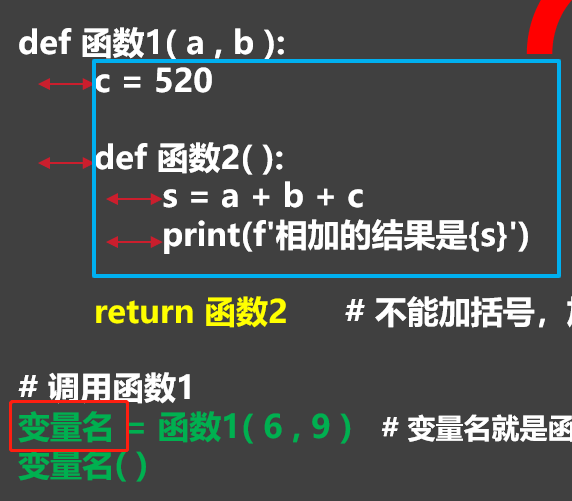 def 函数1( a , b ):
c = 520
def 函数2( ):
s = a + b + c
print(f'相加的结果是{s}')
return 函数2 # 不能加括号，
# 调用函数1
变量名 = 函数1( 6 , 9 ) # 变量名就是函
变量名( )